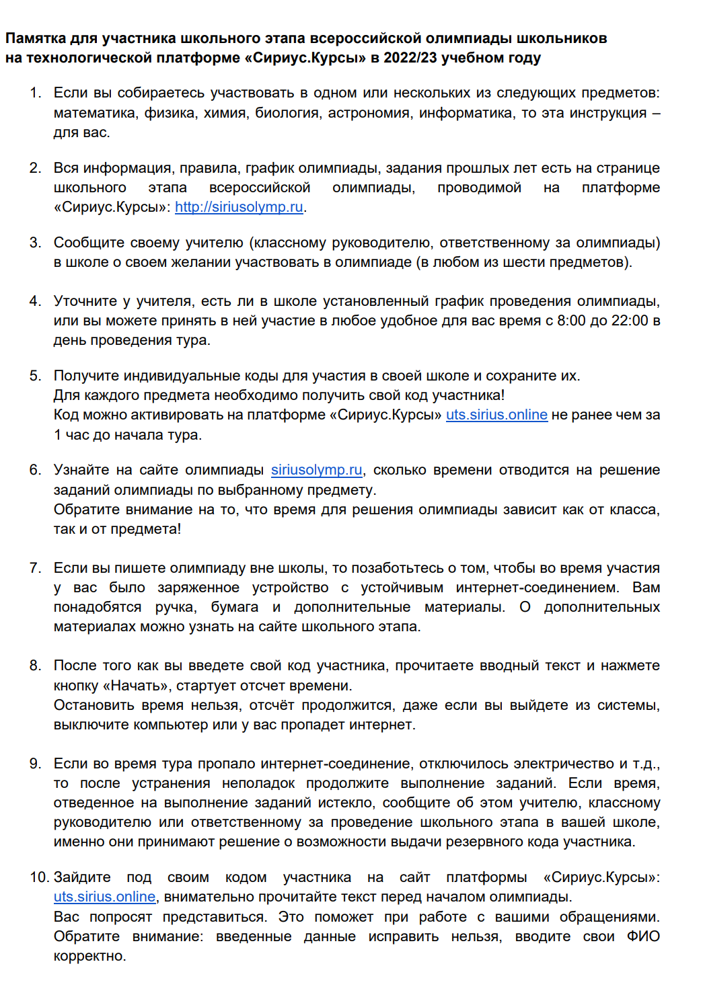 Памятка для участника школьного этапа всероссийской олимпиады школьников
на технологической платформе «Сириус.Курсы» в 2022/23 учебном году
1. Если вы собираетесь участвовать в одном или нескольких из следующих предметов:
математика, физика, химия, биология, астрономия, информатика, то эта инструкция –
для вас.
2. Вся информация, правила, график олимпиады, задания прошлых лет есть на странице
школьного этапа всероссийской олимпиады, проводимой на платформе
«Сириус.Курсы»: http://siriusolymp.ru.
3. Сообщите своему учителю (классному руководителю, ответственному за олимпиады)
в школе о своем желании участвовать в олимпиаде (в любом из шести предметов).
4. Уточните у учителя, есть ли в школе установленный график проведения олимпиады,
или вы можете принять в ней участие в любое удобное для вас время с 8:00 до 22:00 в
день проведения тура.
5. Получите индивидуальные коды для участия в своей школе и сохраните их.
Для каждого предмета необходимо получить свой код участника!
Код можно активировать на платформе «Сириус.Курсы» uts.sirius.online не ранее чем за
1 час до начала тура.
6. Узнайте на сайте олимпиады siriusolymp.ru, сколько времени отводится на решение
заданий олимпиады по выбранному предмету.
Обратите внимание на то, что время для решения олимпиады зависит как от класса,
так и от предмета!
7. Если вы пишете олимпиаду вне школы, то позаботьтесь о том, чтобы во время участия
у вас было заряженное устройство с устойчивым интернет-соединением. Вам
понадобятся ручка, бумага и дополнительные материалы. О дополнительных
материалах можно узнать на сайте школьного этапа.
8. После того как вы введете свой код участника, прочитаете вводный текст и нажмете
кнопку «Начать», стартует отсчет времени.
Остановить время нельзя, отсчёт продолжится, даже если вы выйдете из системы,
выключите компьютер или у вас пропадет интернет.
9. Если во время тура пропало интернет-соединение, отключилось электричество и т.д.,
то после устранения неполадок продолжите выполнение заданий. Если время,
отведенное на выполнение заданий истекло, сообщите об этом учителю, классному
руководителю или ответственному за проведение школьного этапа в вашей школе,
именно они принимают решение о возможности выдачи резервного кода участника.
10. Зайдите под своим кодом участника на сайт платформы «Сириус.Курсы»:
uts.sirius.online, внимательно прочитайте текст перед началом олимпиады.
Вас попросят представиться. Это поможет при работе с вашими обращениями.
Обратите внимание: введенные данные исправить нельзя, вводите свои ФИО
корректно.